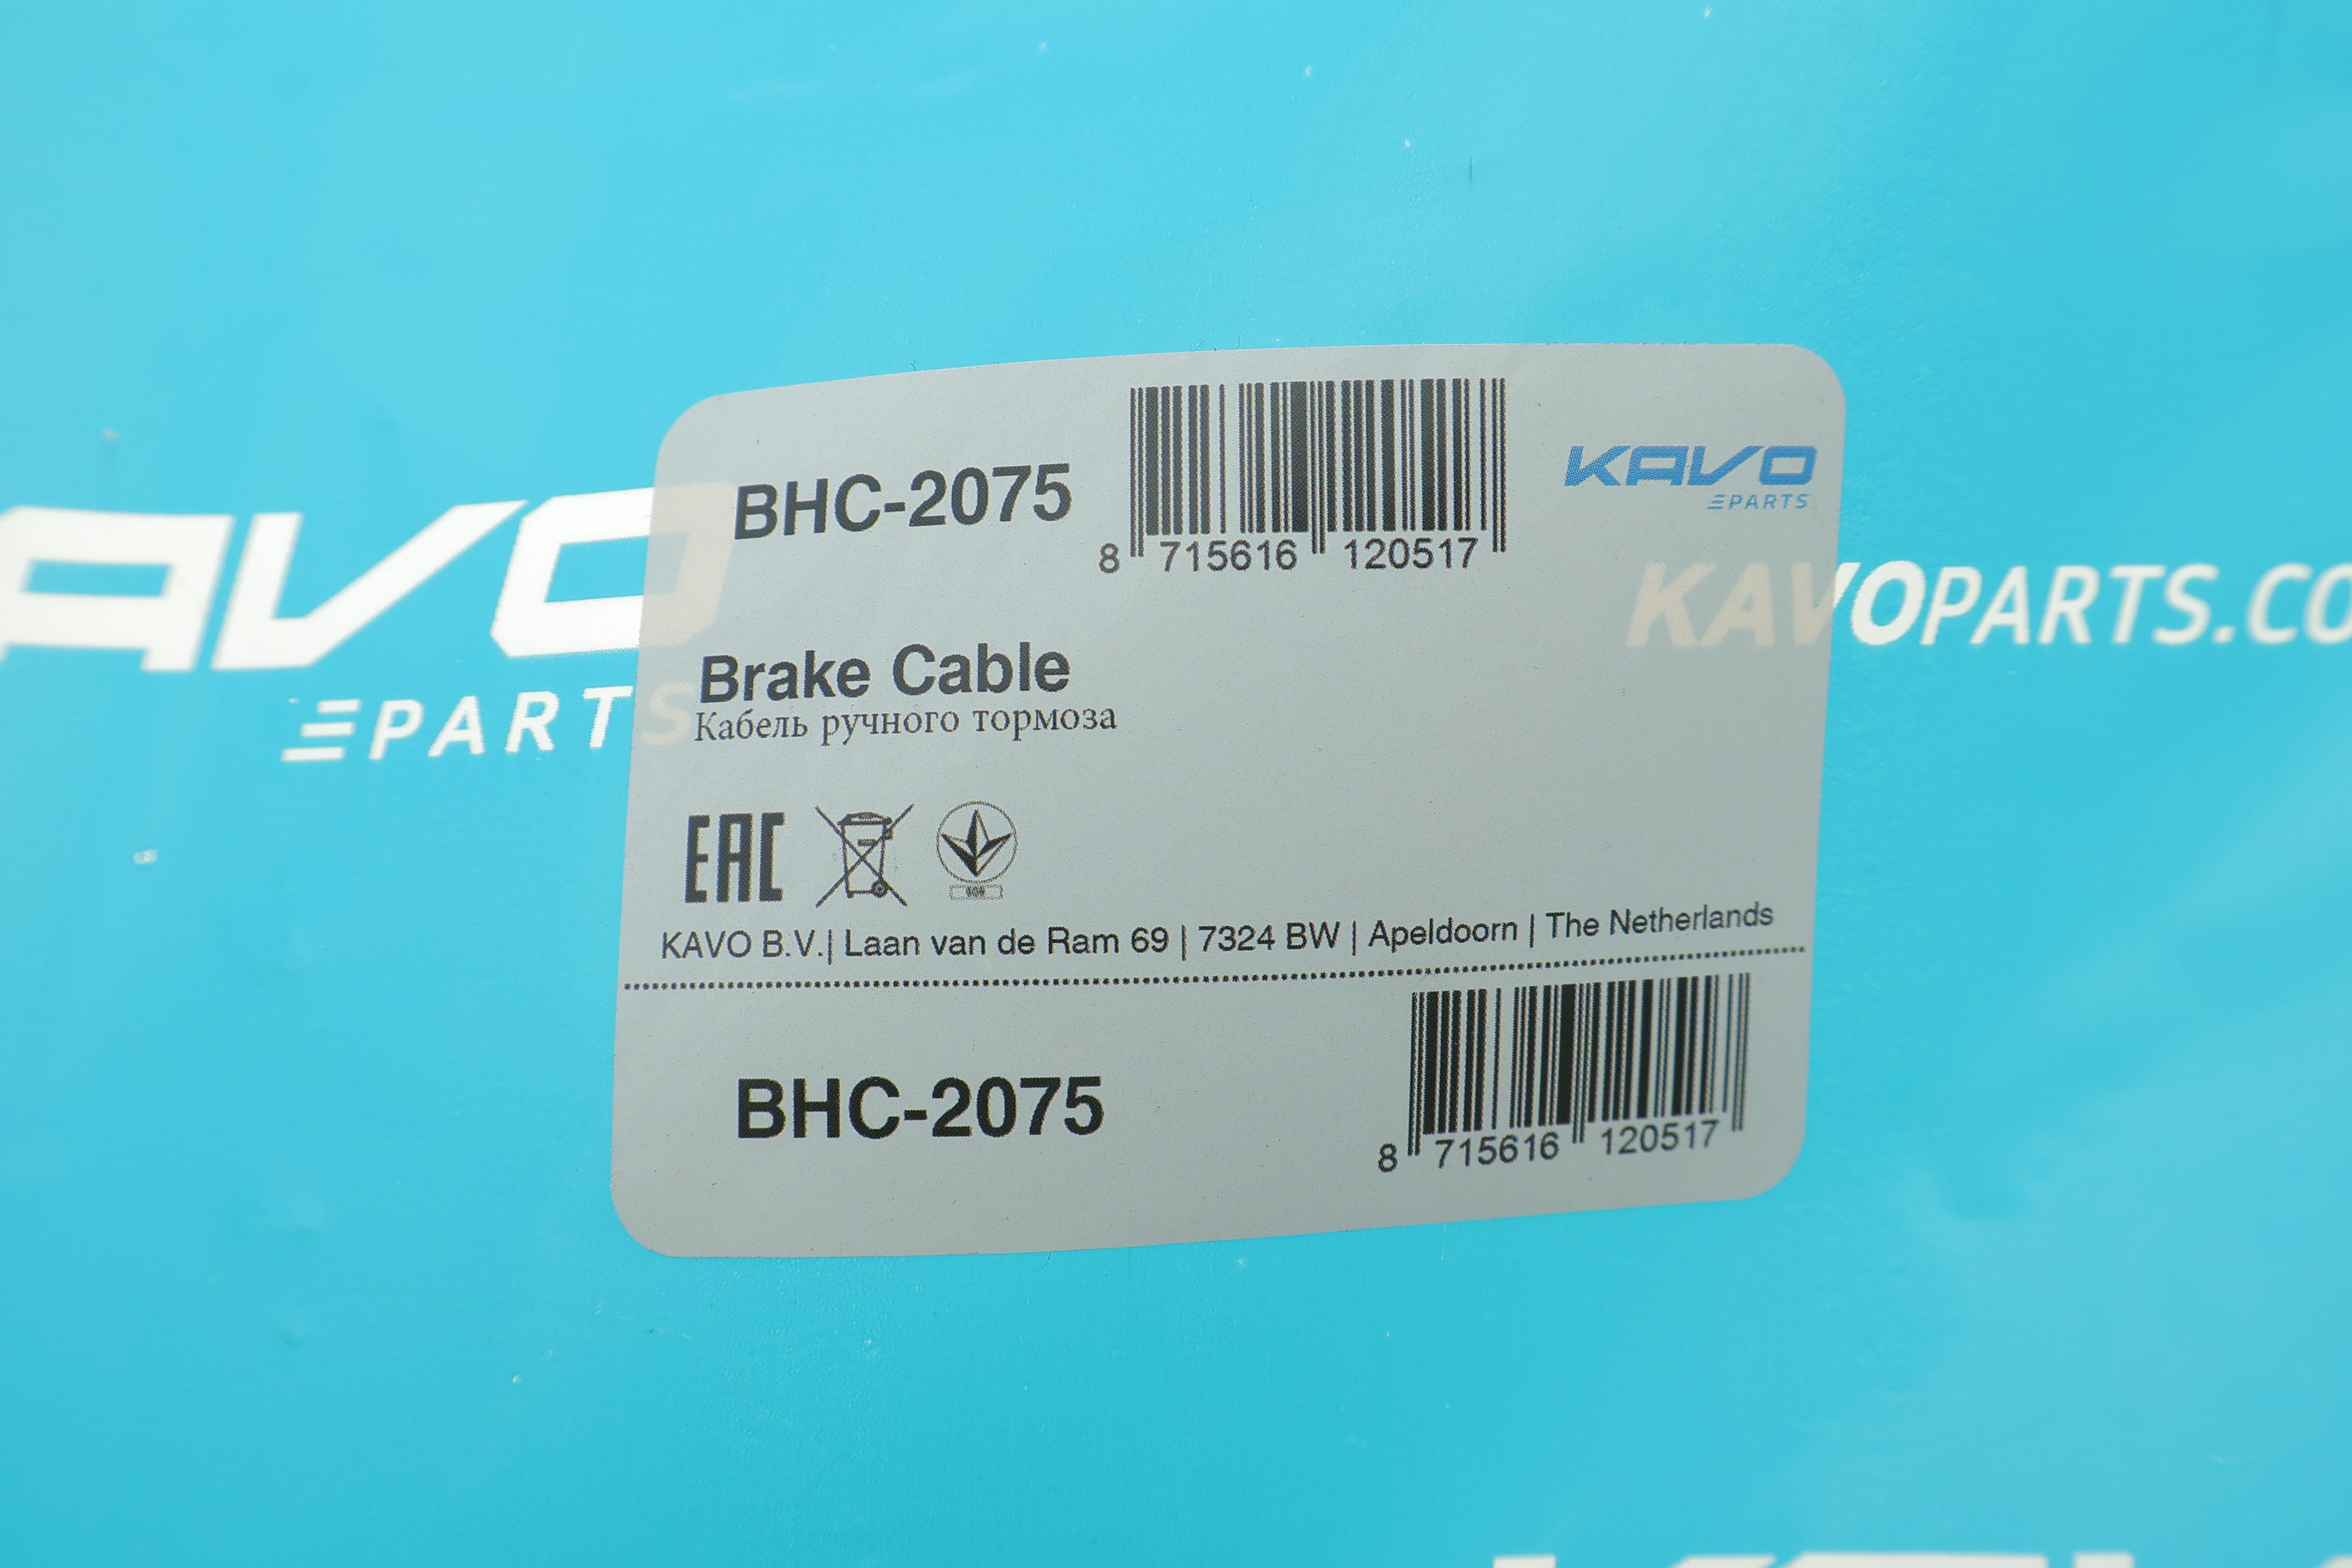 BHC-2075
8 715616 120517
KAVO
PARTS
AVO
PARTS
KAVOPARTS.CO
Brake Cable
Кабель ручного тормоза
EAC
KAVO B.V.| Laan van de Ram 69 | 7324 BW | Apeldoorn | The Netherlands
BHC-2075
8 715616 120517